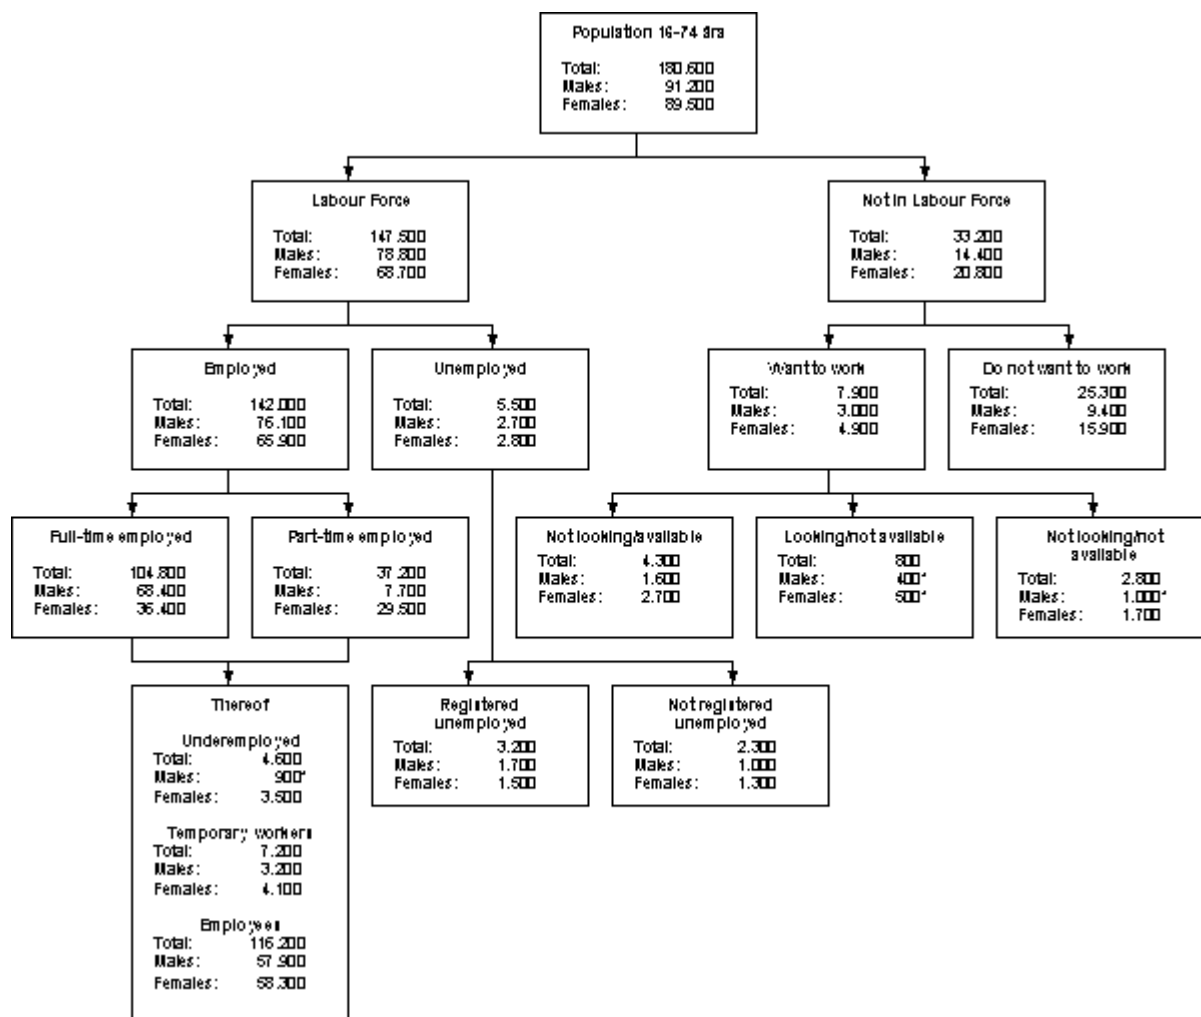 Population 16-74 ára
Total: 180.600
Males: 91.200
Females: 89.500
Labour Force
Total: 147.500
Males: 78.800
Females: 68.700
Not in Labour Force
Total: 33.200
Males: 14.400
Females: 20.800
Employed
Total: 142.000
Males: 76.100
Females: 65.900
Unemployed
Total: 5.500
Males: 2.700
Females: 2.800
Want to work
Total: 7.900
Males: 3.000
Females: 4.900
Do not want to work
Total: 25.300
Males: 9.400
Females: 15.900
Full-time employed
Total: 104.800
Males: 68.400
Females: 36.400
Part-time employed
Total: 37.200
Males: 7.700
Females: 29.500
Not looking/available
Total: 4.300
Males: 1.600
Females: 2.700
Looking/not available
Total: 800
Males: 400*
Females: 500*
Not looking/not
available
Total: 2.800
Males: 1.000*
Females: 1.700
Thereof
Underemployed
Total: 4.600
Males: 900*
Females: 3.500
Temporary workers
Total: 7.200
Males: 3.200
Females: 4.100
Employees
Total: 116.200
Males: 57.900
Females: 58.300
Registered
unemployed
Total: 3.200
Males: 1.700
Females: 1.500
Not registered
unemployed
Total: 2.300
Males: 1.000
Females: 1.300